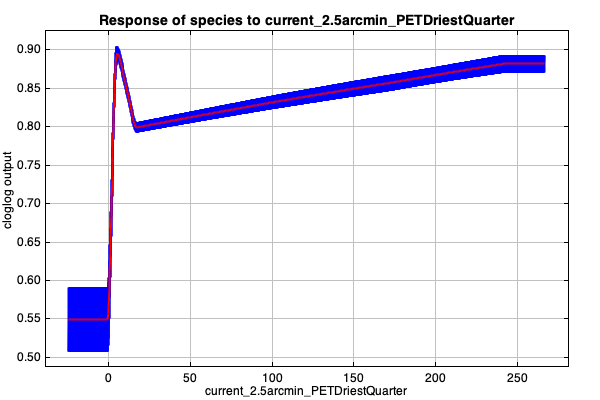 Response of species to current_2.5arcmin_PETDriestQuarter
0.90
0.85
0.80
0.75
0.70
0.65
0.60
0.55
0.50
cloglog output
0 50 100 150 200 250
current_2.5arcmin_PETDriestQuarter